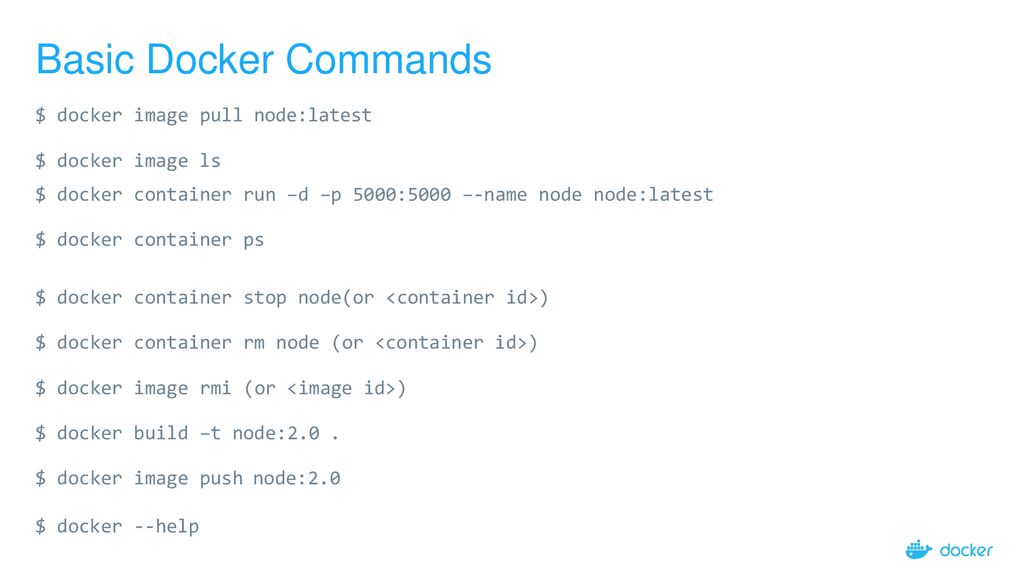 Basic Docker Commands
$ docker image pull node:latest
$ docker image ls
$ docker container run –d –p 5000:5000 –-name node node:latest
$ docker container ps
$ docker container stop node(or <container id>)
$ docker container rm node (or <container id>)
$ docker image rmi (or <image id>)
$ docker build –t node:2.0 .
$ docker image push node:2.0
$ docker --help
docker